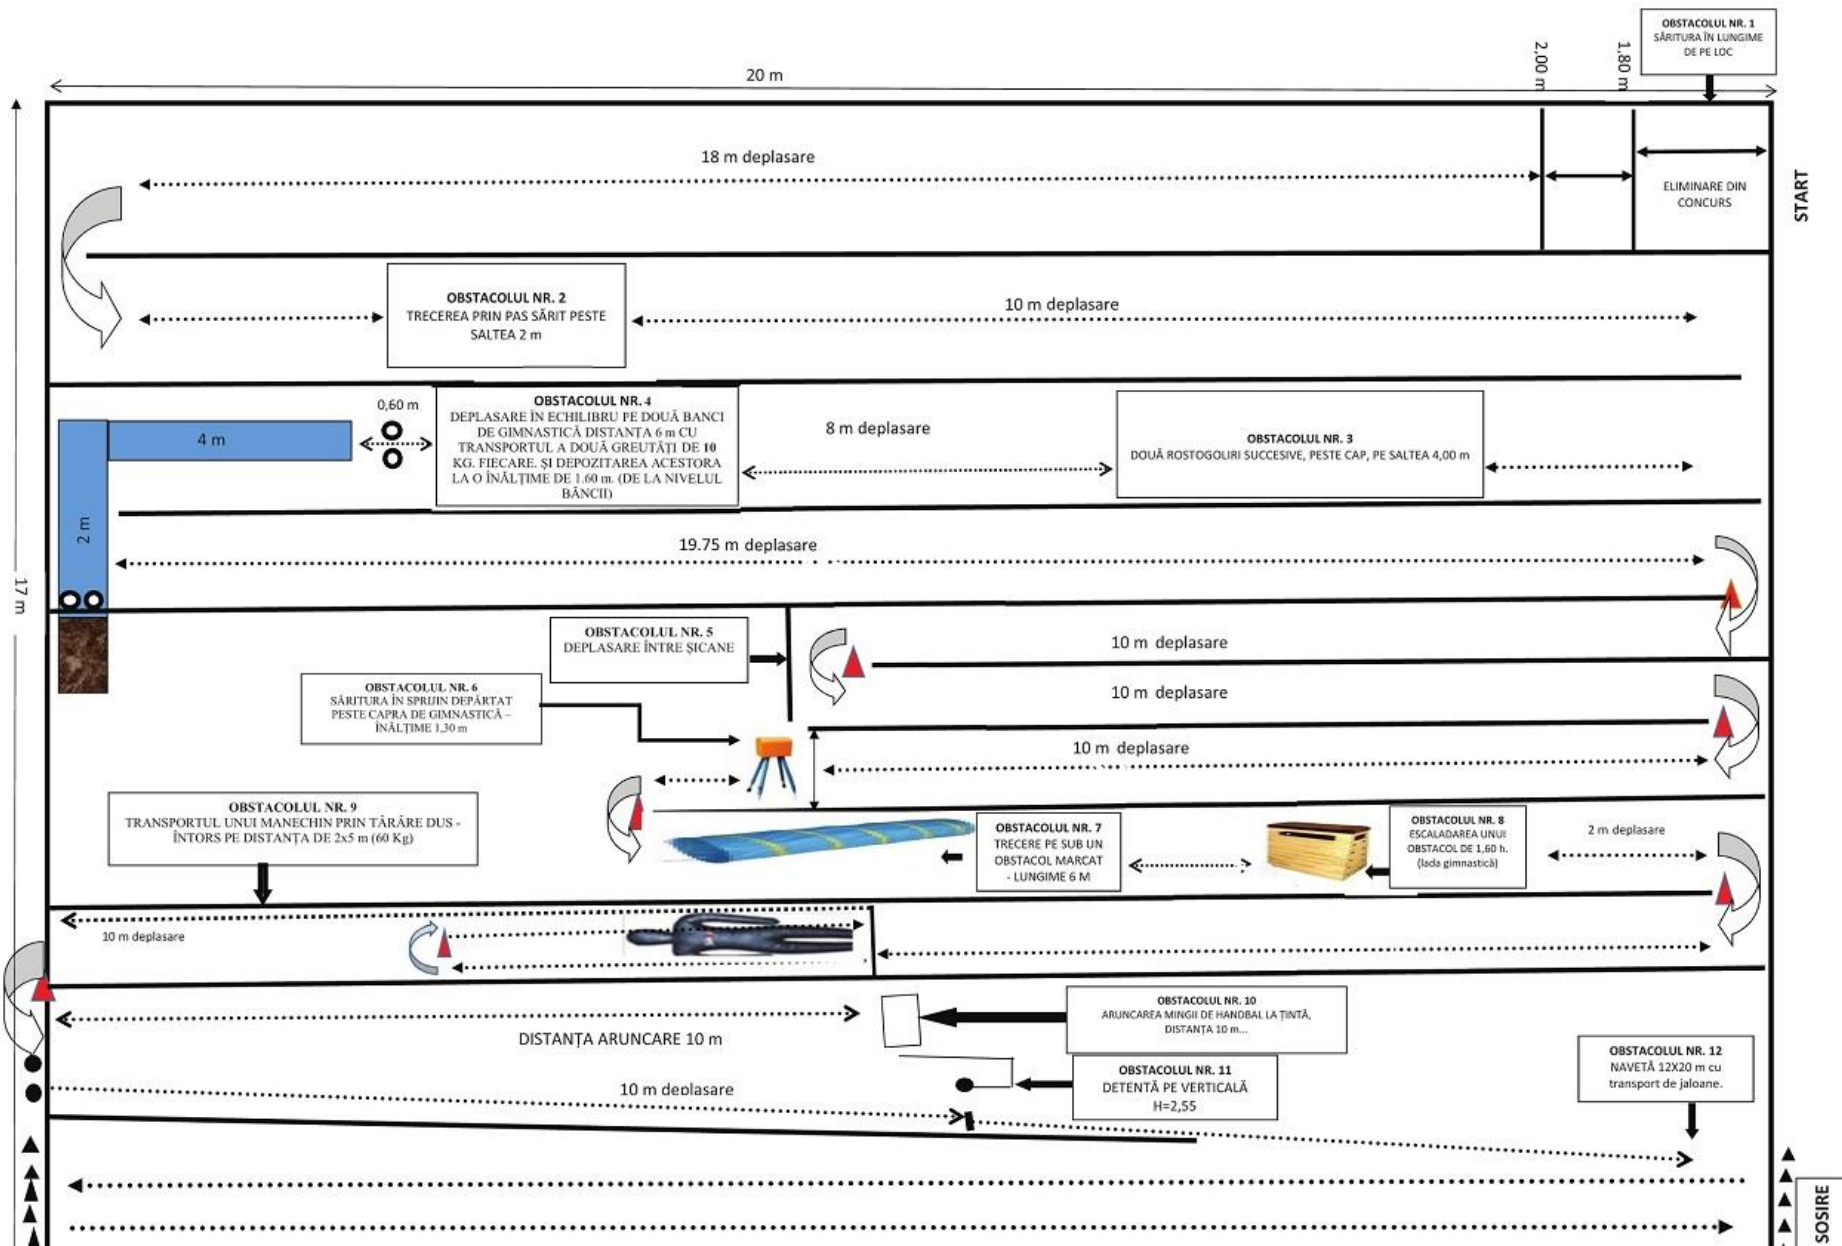 OBSTACOLUL NR. 1
SĂRITURA ÎN LUNGIME
DE PE LOC
20 m
2,00 m
1,80 m
18 m deplasare
ELIMINARE DIN
CONCURS
START
OBSTACOLUL NR. 2
TRECEREA PRIN PAS SĂRIT PESTE
SALTEA 2 m
10 m deplasare
4 m
0,60 m
OBSTACOLUL NR. 4
DEPLASARE ÎN ECHILIBRU PE DOUĂ BANCI
DE GIMNASTICĂ DISTANȚA 6 m CU
TRANSPORTUL A DOUĂ GREUTĂȚI DE 10
KG. FIECARE. ȘI DEPOZITAREA ACESTORA
LA O ÎNĂLȚIME DE 1.60 m. (DE LA NIVELUL
BĂNCII)
8 m deplasare
OBSTACOLUL NR. 3
DOUĂ ROSTOGOLIRI SUCCESIVE, PESTE CAP, PE SALTEA 4,00 m
2 m
19.75 m deplasare
17 m
OBSTACOLUL NR. 5
DEPLASARE ÎNTRE ȘICANE
10 m deplasare
OBSTACOLUL NR. 6
SĂRITURA ÎN SPRIJIN DEPĂRTAT
PESTE CAPRA DE GIMNASTICĂ –
ÎNĂLȚIME 1,30 m
10 m deplasare
10 m deplasare
OBSTACOLUL NR. 9
TRANSPORTUL UNUI MANECHIN PRIN TÂRÂRE DUS -
ÎNTORS PE DISTANȚA DE 2x5 m (60 Kg)
OBSTACOLUL NR. 7
TRECERE PE SUB UN
OBSTACOL MARCAT
- LUNGIME 6 M
OBSTACOLUL NR. 8
ESCALADAREA UNUI
OBSTACOL DE 1,60 h.
(lada gimnastică)
2 m deplasare
10 m deplasare
DISTANȚA ARUNCARE 10 m
OBSTACOLUL NR. 10
ARUNCAREA MINGII DE HANDBAL LA ȚINTĂ,
DISTANȚA 10 m...
OBSTACOLUL NR. 11
DETENTĂ PE VERTICALĂ
H=2,55
10 m deplasare
OBSTACOLUL NR. 12
NAVETĂ 12X20 m cu
transport de jaloane.
SOSIRE